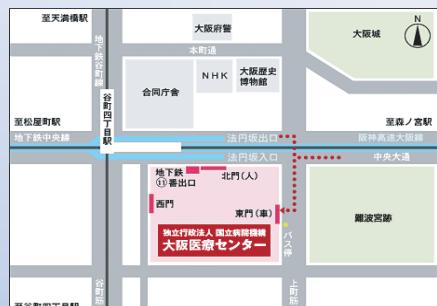 至天満橋駅
大阪府警
大阪城
N
本町通
地下鉄谷町線
合同庁舎
NHK
大阪歴史
博物館
谷町四丁目駅
至松屋町駅
至森ノ宮駅
地下鉄中央線
法円坂出口
阪神高速大阪線
法円坂入口
中央大通
地下鉄
⑪番出口
北門(人)
西門
東門(車)
難波宮跡
独立行政法人 国立病院機構
大阪医療センター
バス停
谷町筋
上町筋